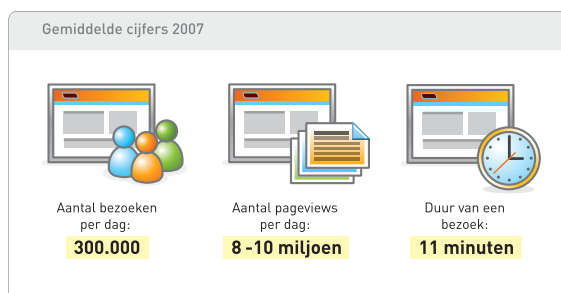 Gemiddelde cijfers 2007
Aantal bezoeken
per dag:
300.000
Aantal pageviews
per dag:
8 -10 miljoen
Duur van een
bezoek:
11 minuten